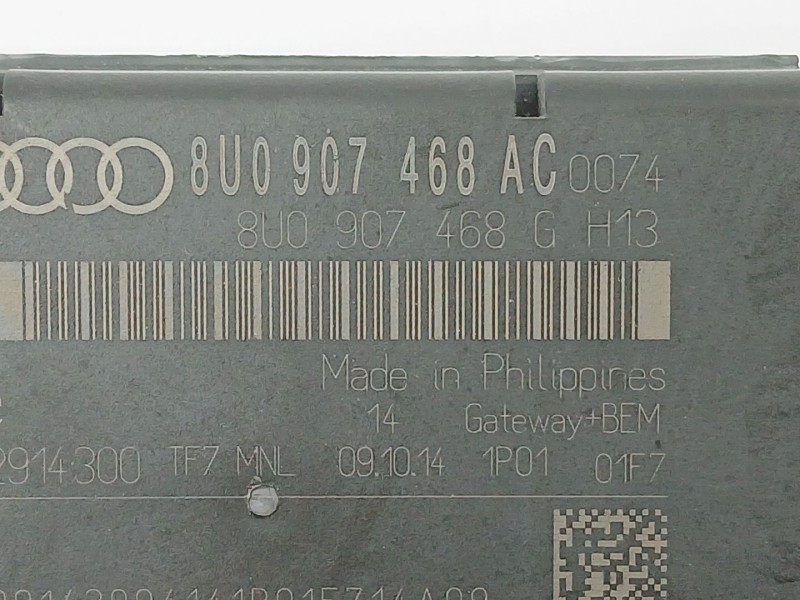 8U0 907 468 AC 0074
8U0 907 468 G H13
Made in Philippines
14 Gateway+BEM
2914300 TF7 MNL 09.10.14 1P01 01F7